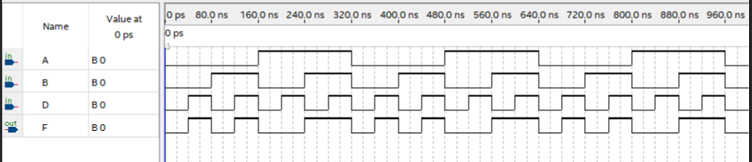 Name Value at 0 ps 0 ps 80.0 ns 160.0 ns 240.0 ns 320.0 ns 400.0 ns 480.0 ns 560.0 ns 640.0 ns 720.0 ns 800.0 ns 880.0 ns 960.0 ns
0 ps
in A B 0
in B B 0
in D B 0
out F B 0